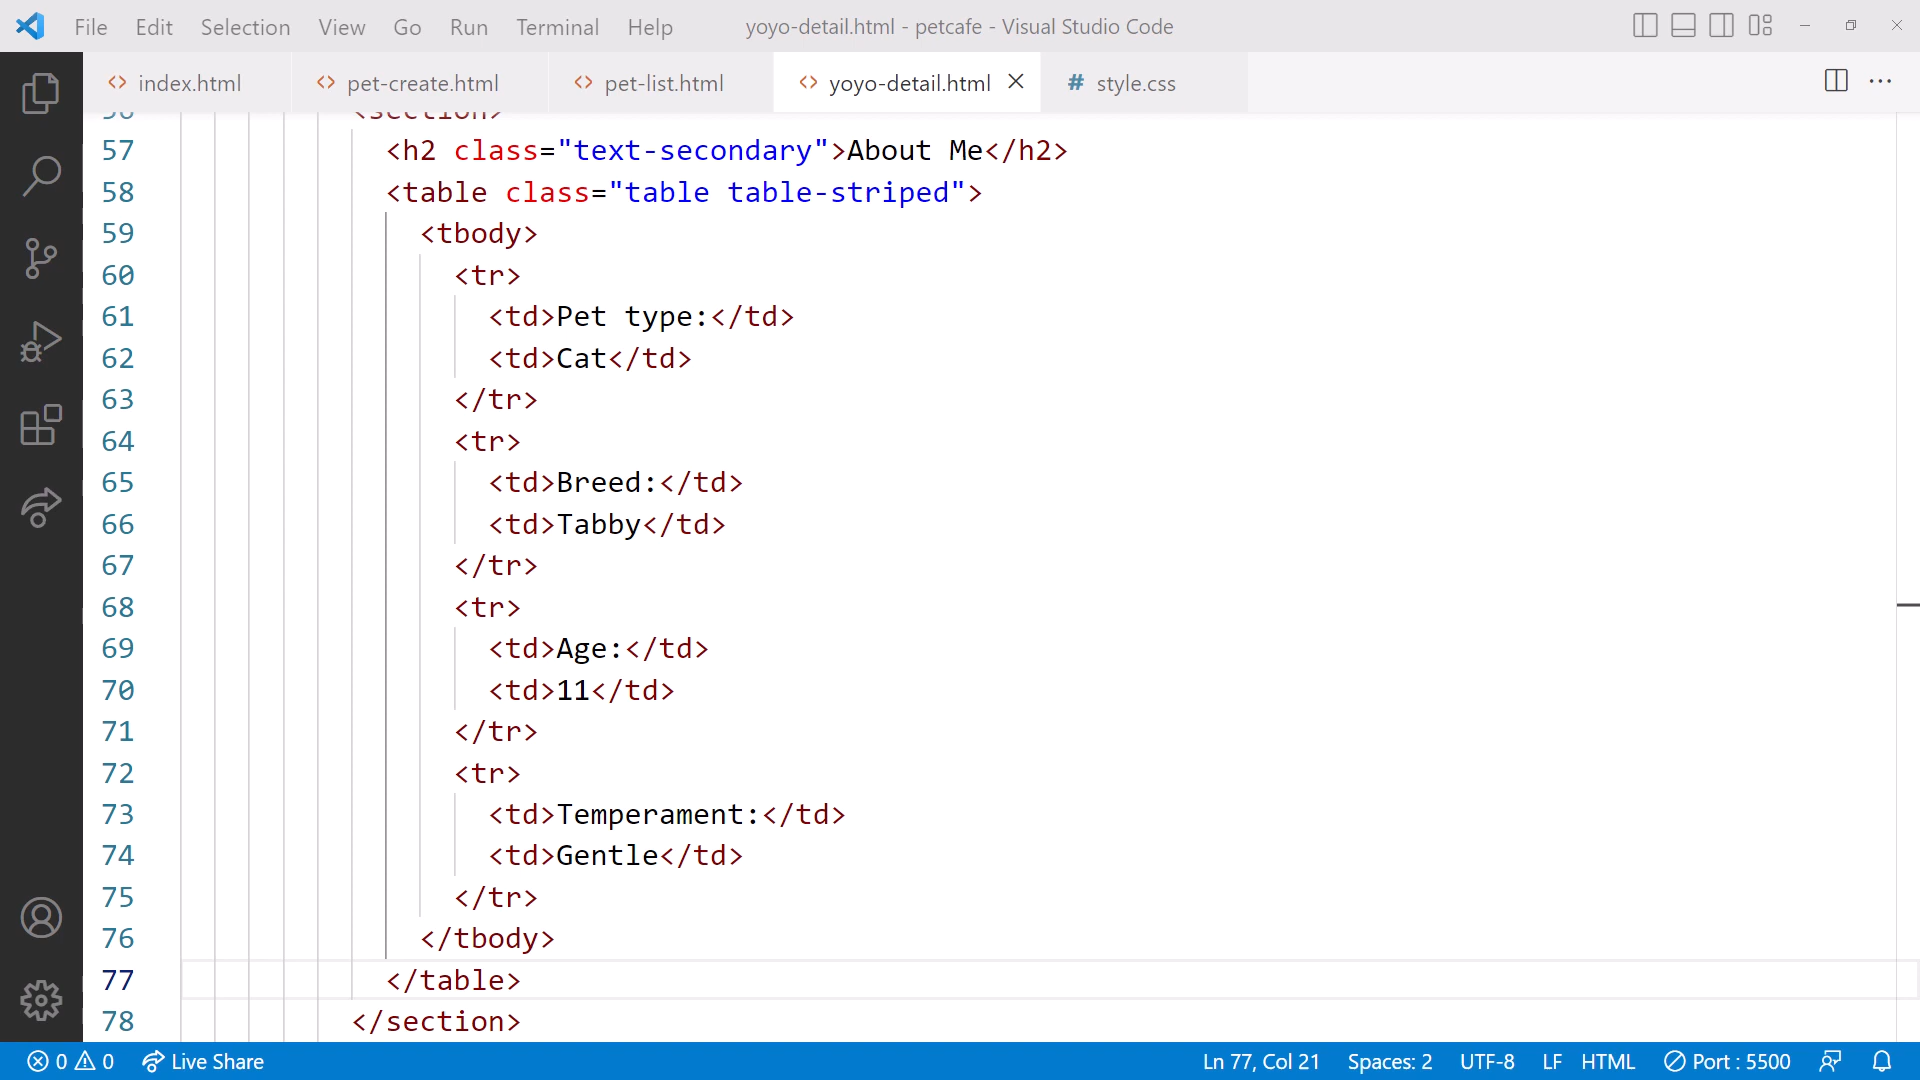 File Edit Selection View Go Run Terminal Help yoyo-detail.html - petcafe - Visual Studio Code
<> index.html <> pet-create.html <> pet-list.html <> yoyo-detail.html # style.css
56 <section>
57 <h2 class="text-secondary">About Me</h2>
58 <table class="table table-striped">
59 <tbody>
60 <tr>
61 <td>Pet type:</td>
62 <td>Cat</td>
63 </tr>
64 <tr>
65 <td>Breed:</td>
66 <td>Tabby</td>
67 </tr>
68 <tr>
69 <td>Age:</td>
70 <td>11</td>
71 </tr>
72 <tr>
73 <td>Temperament:</td>
74 <td>Gentle</td>
75 </tr>
76 </tbody>
77 </table>
78 </section>
0 0 Live Share Ln 77, Col 21 Spaces: 2 UTF-8 LF HTML Port : 5500